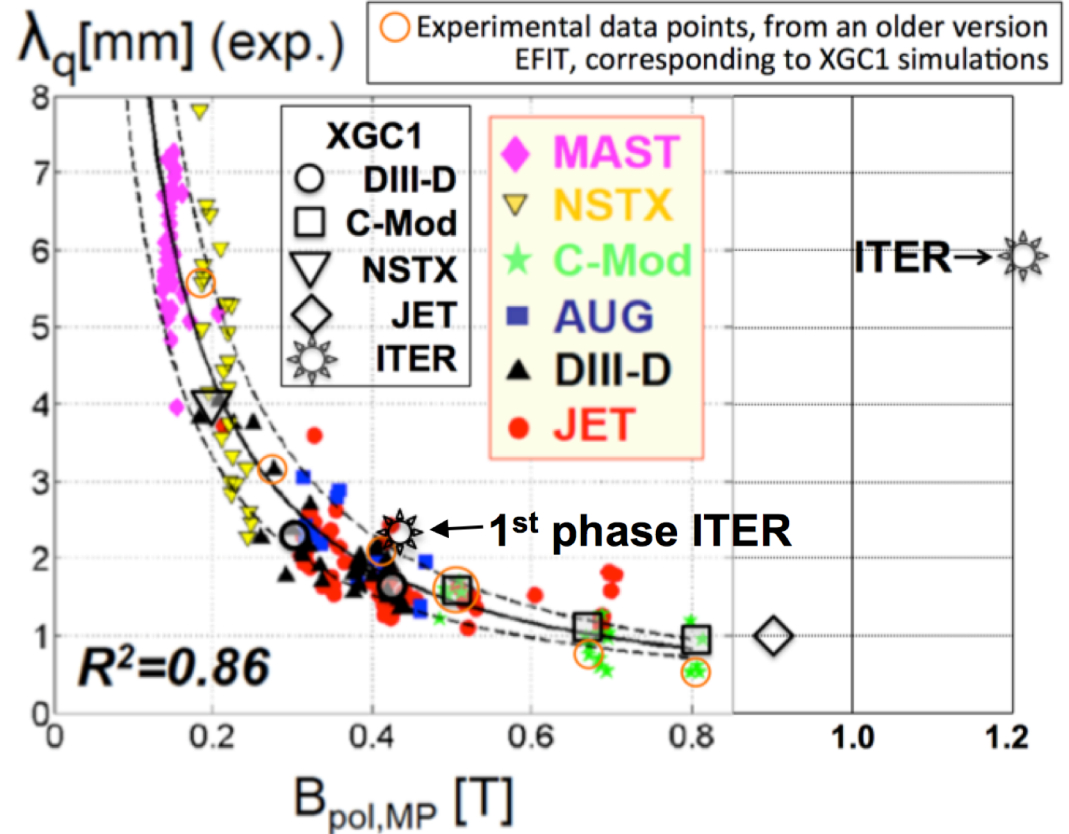 λq[mm] (exp.)
Experimental data points, from an older version
EFIT, corresponding to XGC1 simulations
8
7
6
5
4
3
2
1
0
XGC1
DIII-D
C-Mod
NSTX
JET
ITER
MAST
NSTX
C-Mod
AUG
DIII-D
JET
ITER
1st phase ITER
R2=0.86
0 0.2 0.4 0.6 0.8 1.0 1.2
Bpol,MP [T]